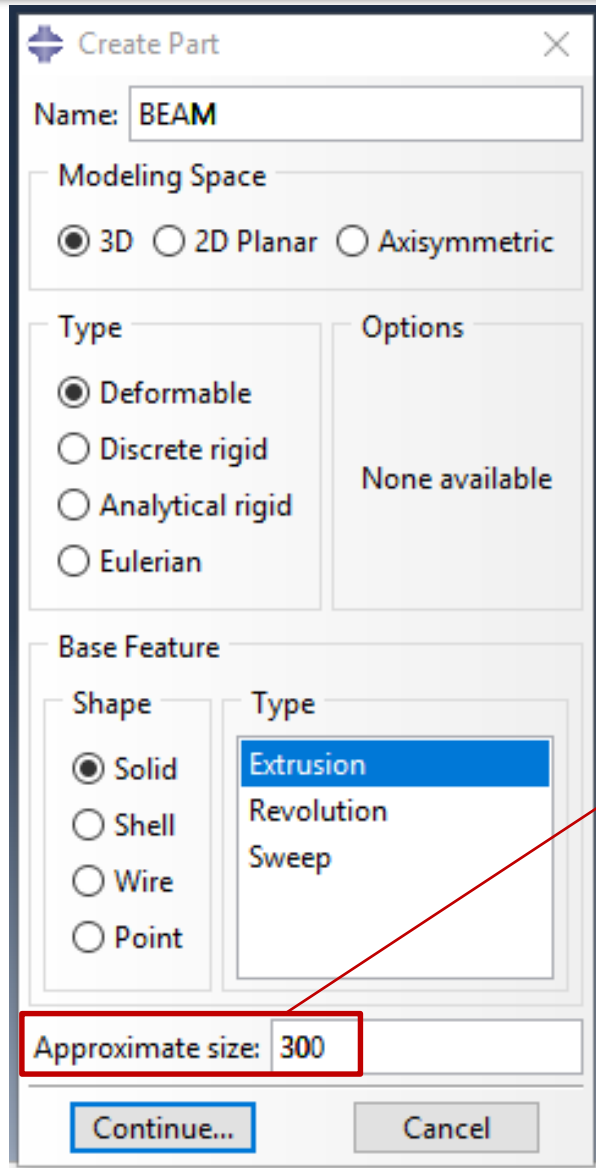 Create Part
Name: BEAM
Modeling Space
3D 2D Planar Axisymmetric
Type
Deformable
Discrete rigid
Analytical rigid
Eulerian
Options
None available
Base Feature
Shape
Solid
Shell
Wire
Point
Type
Extrusion
Revolution
Sweep
Approximate size: 300
Continue... Cancel